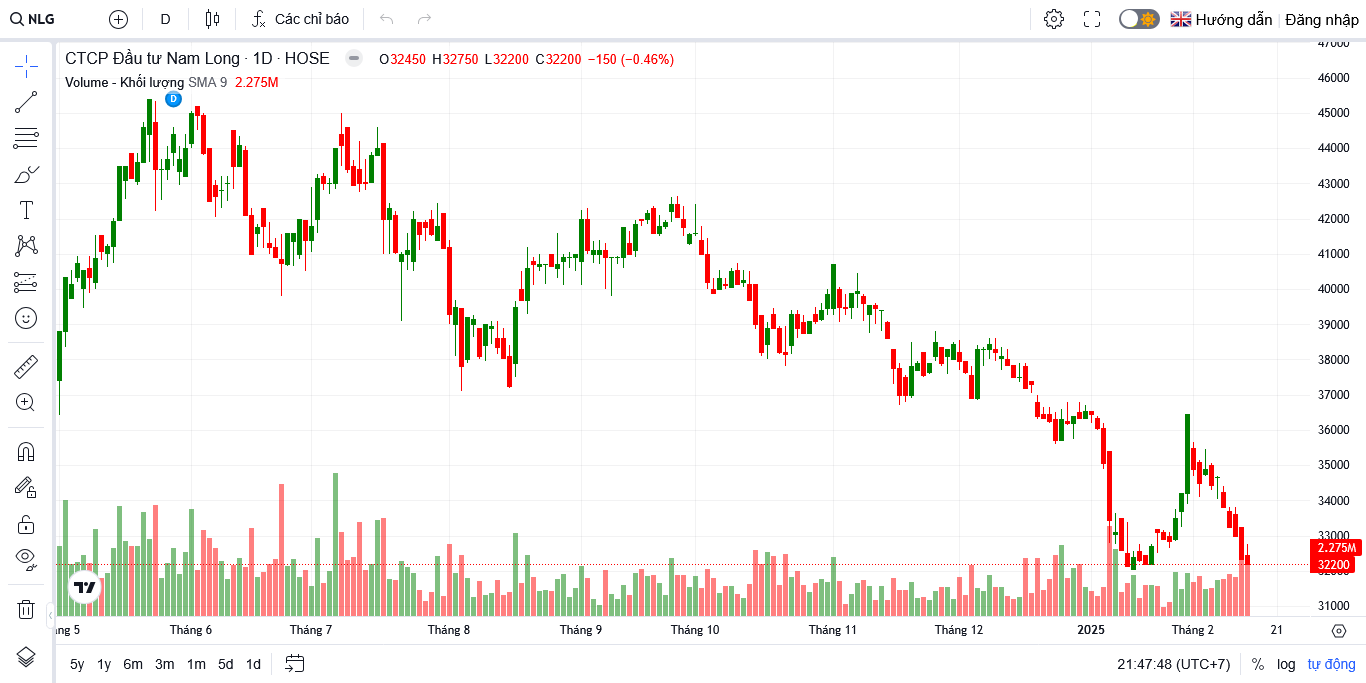 NLG D Các chỉ báo Hướng dẫn Đăng nhập
CTCP Đầu tư Nam Long · 1D · HOSE O32450 H32750 L32200 C32200 −150 (−0.46%)
Volume - Khối lượng SMA 9 2.275M
D
47000
46000
45000
44000
43000
42000
41000
40000
39000
38000
37000
36000
35000
34000
33000
2.275M
32200
32000
31000
ng 5 Tháng 6 Tháng 7 Tháng 8 Tháng 9 Tháng 10 Tháng 11 Tháng 12 2025 Tháng 2 21
5y 1y 6m 3m 1m 5d 1d 21:47:48 (UTC+7) % log tự động